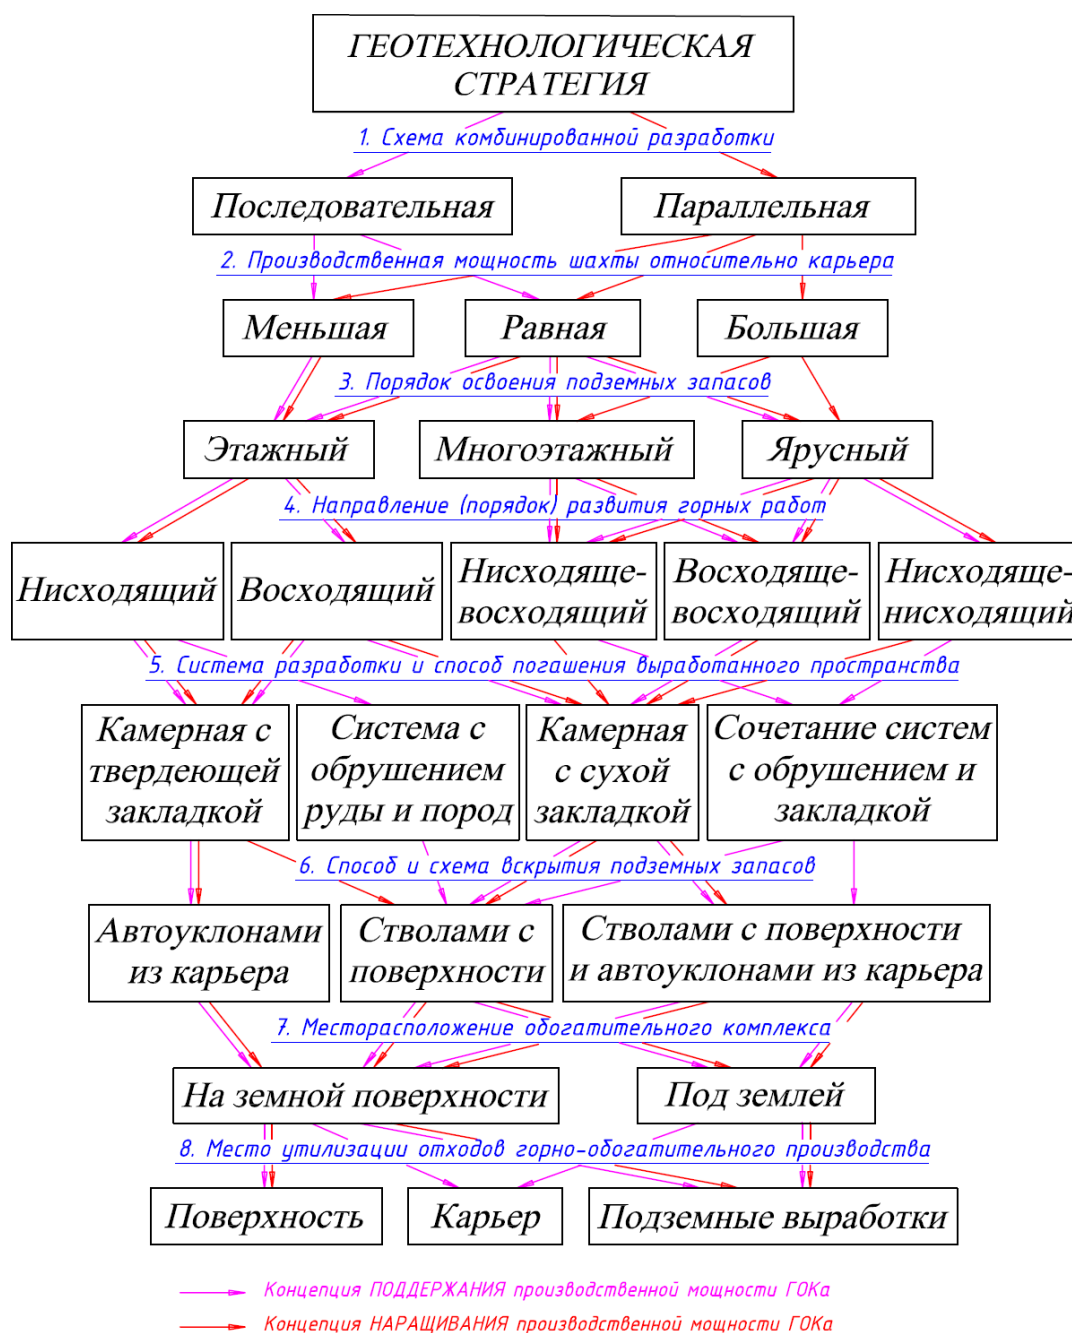 ГЕОТЕХНОЛОГИЧЕСКАЯ
СТРАТЕГИЯ
1. Схема комбинированной разработки
Последовательная
Параллельная
2. Производственная мощность шахты относительно карьера
Меньшая
Равная
Большая
3. Порядок освоения подземных запасов
Этажный
Многоэтажный
Ярусный
4. Направление (порядок) развития горных работ
Нисходящий
Восходящий
Нисходяще-
восходящий
Восходяще-
восходящий
Нисходяще-
нисходящий
5. Система разработки и способ погашения выработанного пространства
Камерная с
твердеющей
закладкой
Система с
обрушением
руды и пород
Камерная
с сухой
закладкой
Сочетание систем
с обрушением и
закладкой
6. Способ и схема вскрытия подземных запасов
Автоуклонами
из карьера
Стволами с
поверхности
Стволами с поверхности
и автоуклонами из карьера
7. Месторасположение обогатительного комплекса
На земной поверхности
Под землей
8. Место утилизации отходов горно-обогатительного производства
Поверхность
Карьер
Подземные выработки
Концепция ПОДДЕРЖАНИЯ производственной мощности ГОКа
Концепция НАРАЩИВАНИЯ производственной мощности ГОКа